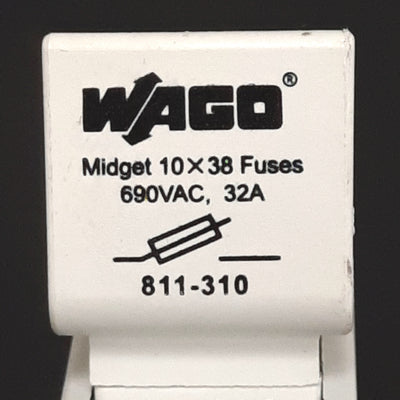 WAGO®
Midget 10×38 Fuses
690VAC, 32A
811-310